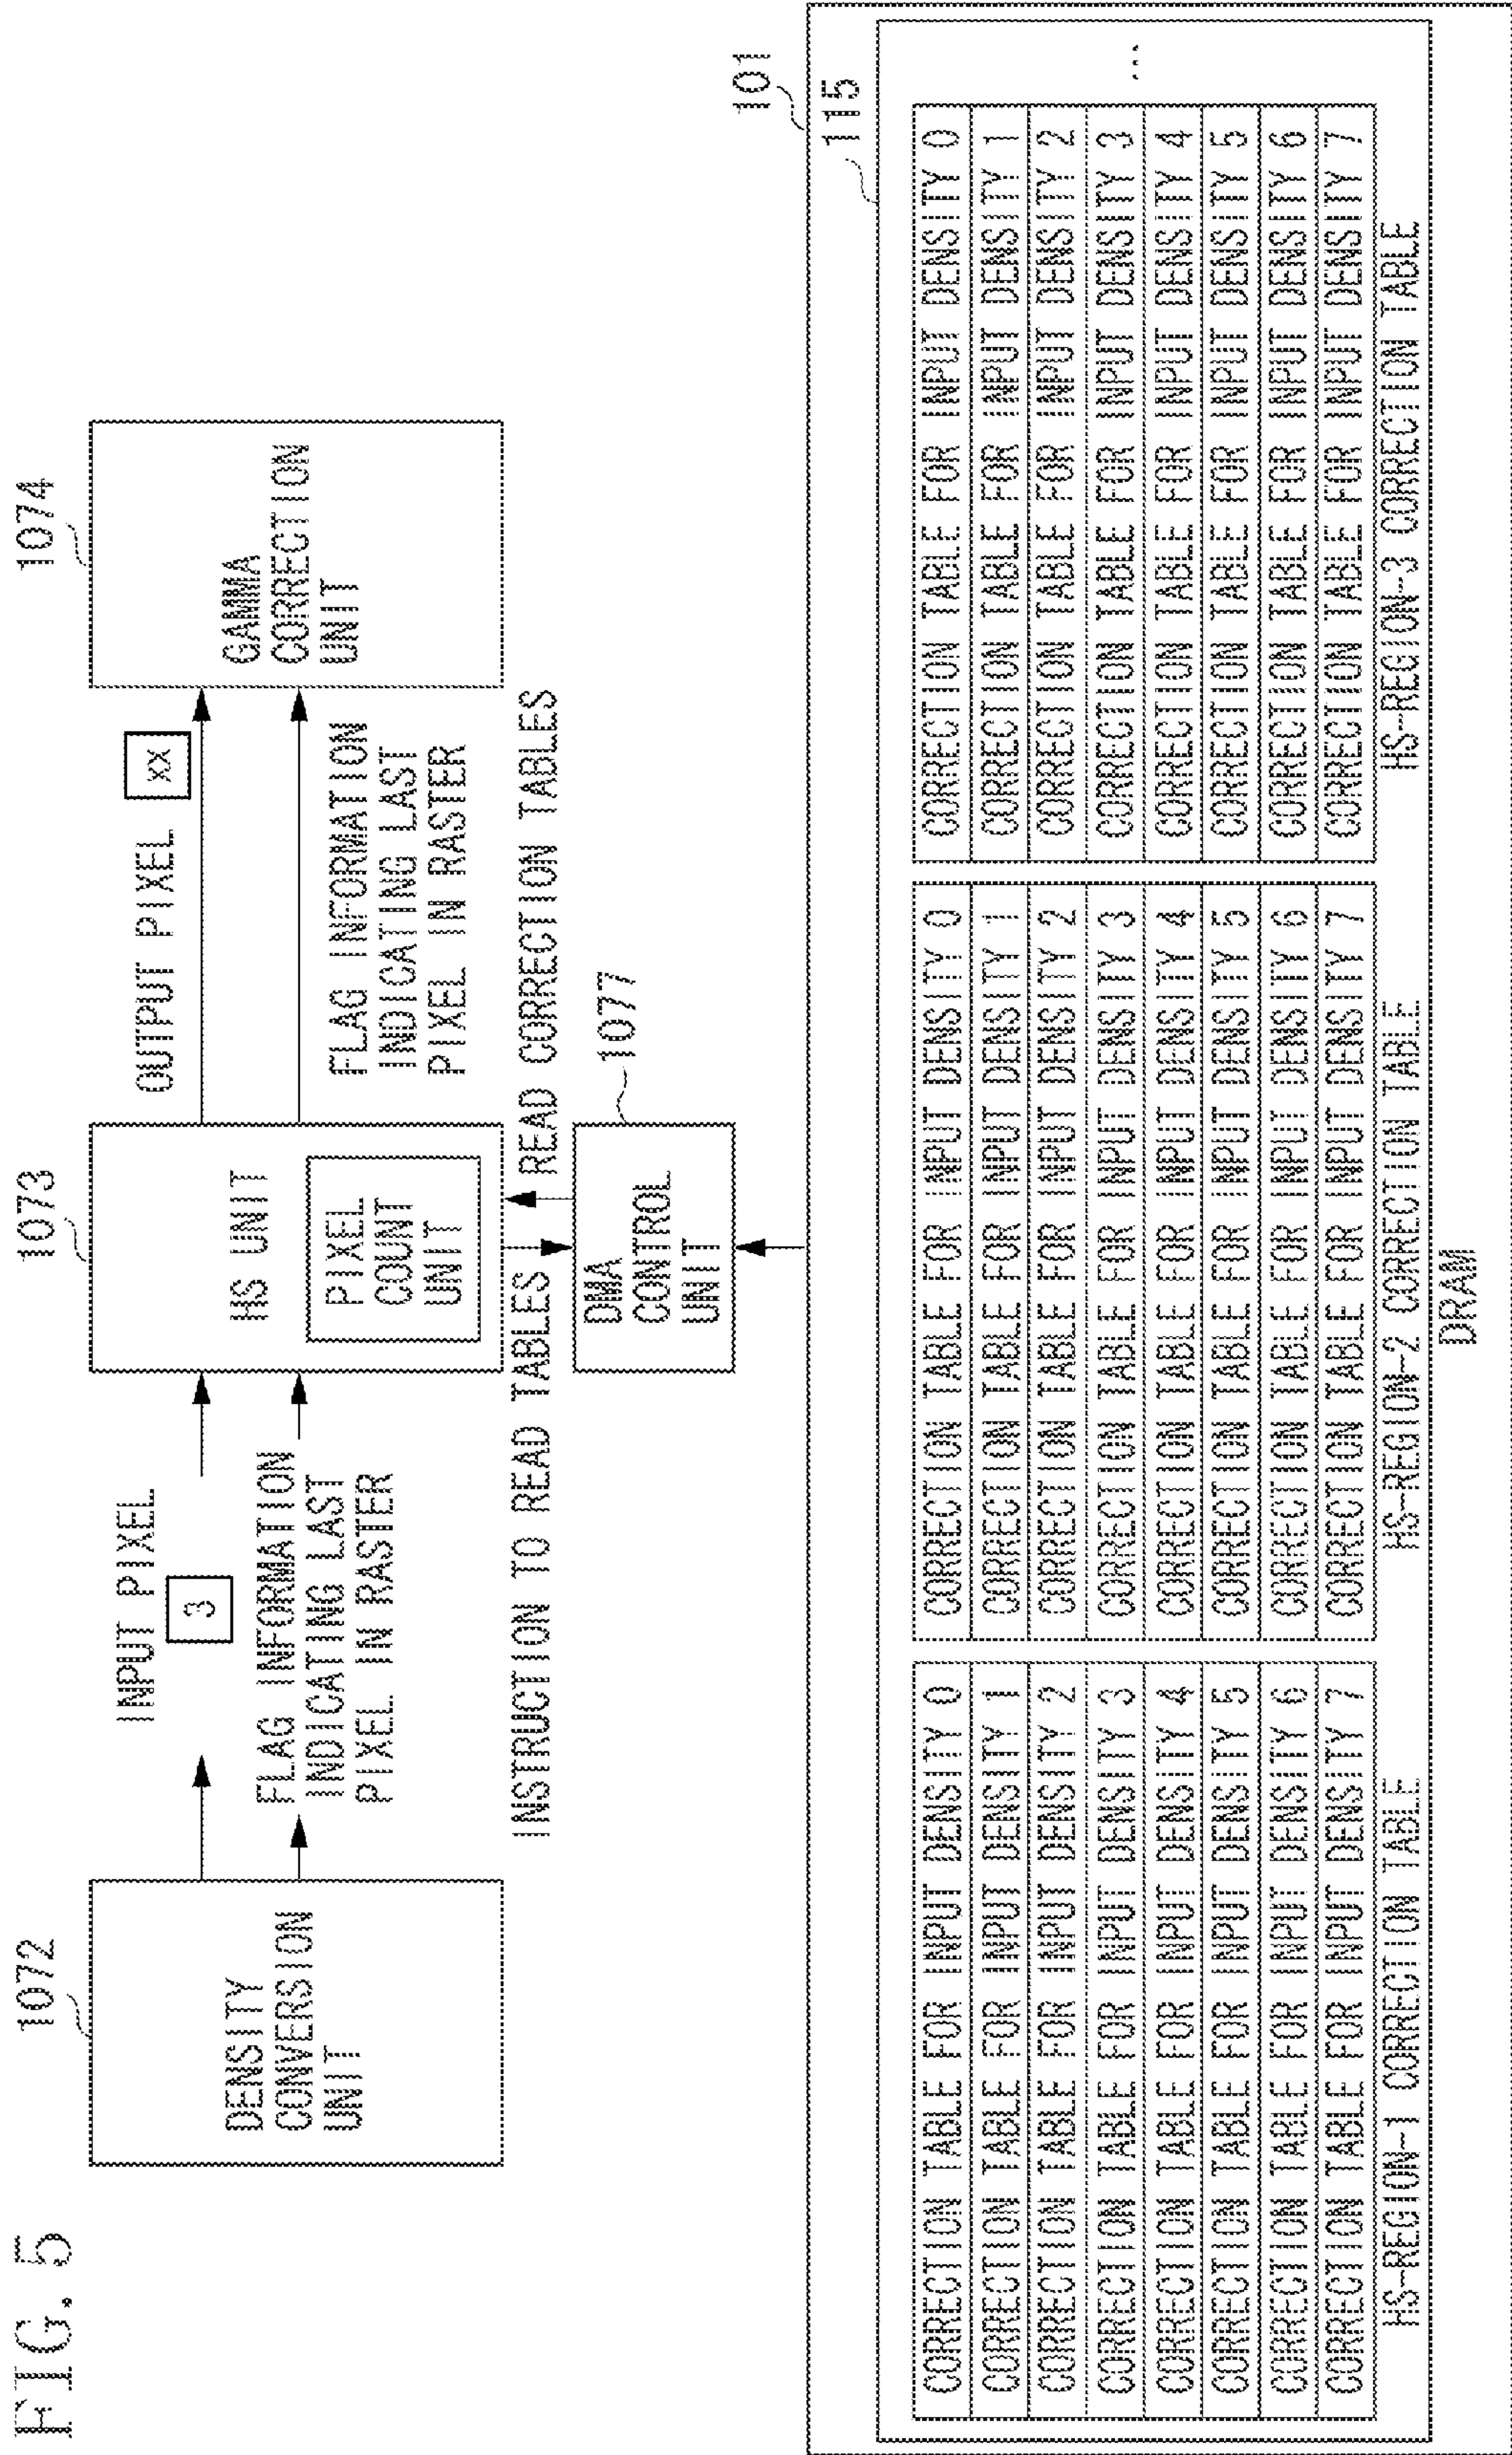 FIG. 5
1072
DENSITY
CONVERSION
UNIT
INPUT PIXEL
3
FLAG INFORMATION
INDICATING LAST
PIXEL IN RASTER
1073
HS UNIT
PIXEL
COUNT
UNIT
OUTPUT PIXEL
xx
FLAG INFORMATION
INDICATING LAST
PIXEL IN RASTER
1074
GAMMA
CORRECTION
UNIT
INSTRUCTION TO READ TABLES
READ CORRECTION TABLES
DMA
CONTROL
UNIT
1077
101
115
CORRECTION TABLE FOR INPUT DENSITY 0
CORRECTION TABLE FOR INPUT DENSITY 1
CORRECTION TABLE FOR INPUT DENSITY 2
CORRECTION TABLE FOR INPUT DENSITY 3
CORRECTION TABLE FOR INPUT DENSITY 4
CORRECTION TABLE FOR INPUT DENSITY 5
CORRECTION TABLE FOR INPUT DENSITY 6
CORRECTION TABLE FOR INPUT DENSITY 7
HS-REGION-1 CORRECTION TABLE
CORRECTION TABLE FOR INPUT DENSITY 0
CORRECTION TABLE FOR INPUT DENSITY 1
CORRECTION TABLE FOR INPUT DENSITY 2
CORRECTION TABLE FOR INPUT DENSITY 3
CORRECTION TABLE FOR INPUT DENSITY 4
CORRECTION TABLE FOR INPUT DENSITY 5
CORRECTION TABLE FOR INPUT DENSITY 6
CORRECTION TABLE FOR INPUT DENSITY 7
HS-REGION-2 CORRECTION TABLE
CORRECTION TABLE FOR INPUT DENSITY 0
CORRECTION TABLE FOR INPUT DENSITY 1
CORRECTION TABLE FOR INPUT DENSITY 2
CORRECTION TABLE FOR INPUT DENSITY 3
CORRECTION TABLE FOR INPUT DENSITY 4
CORRECTION TABLE FOR INPUT DENSITY 5
CORRECTION TABLE FOR INPUT DENSITY 6
CORRECTION TABLE FOR INPUT DENSITY 7
HS-REGION-3 CORRECTION TABLE
...
DRAM